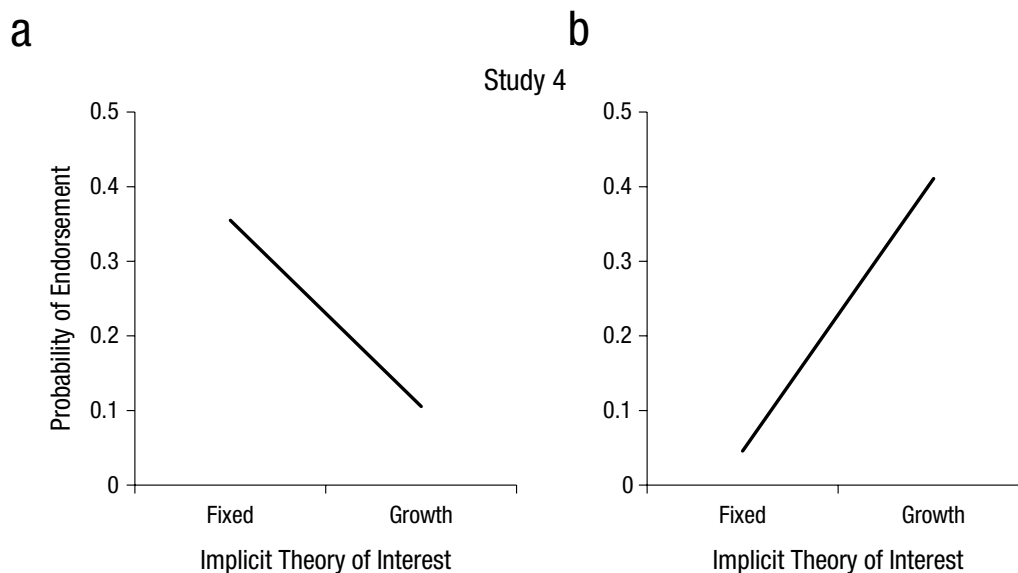 a
b
Study 4
Probability of Endorsement
0.5
0.4
0.3
0.2
0.1
0
Fixed
Growth
Implicit Theory of Interest
0.5
0.4
0.3
0.2
0.1
0
Fixed
Growth
Implicit Theory of Interest